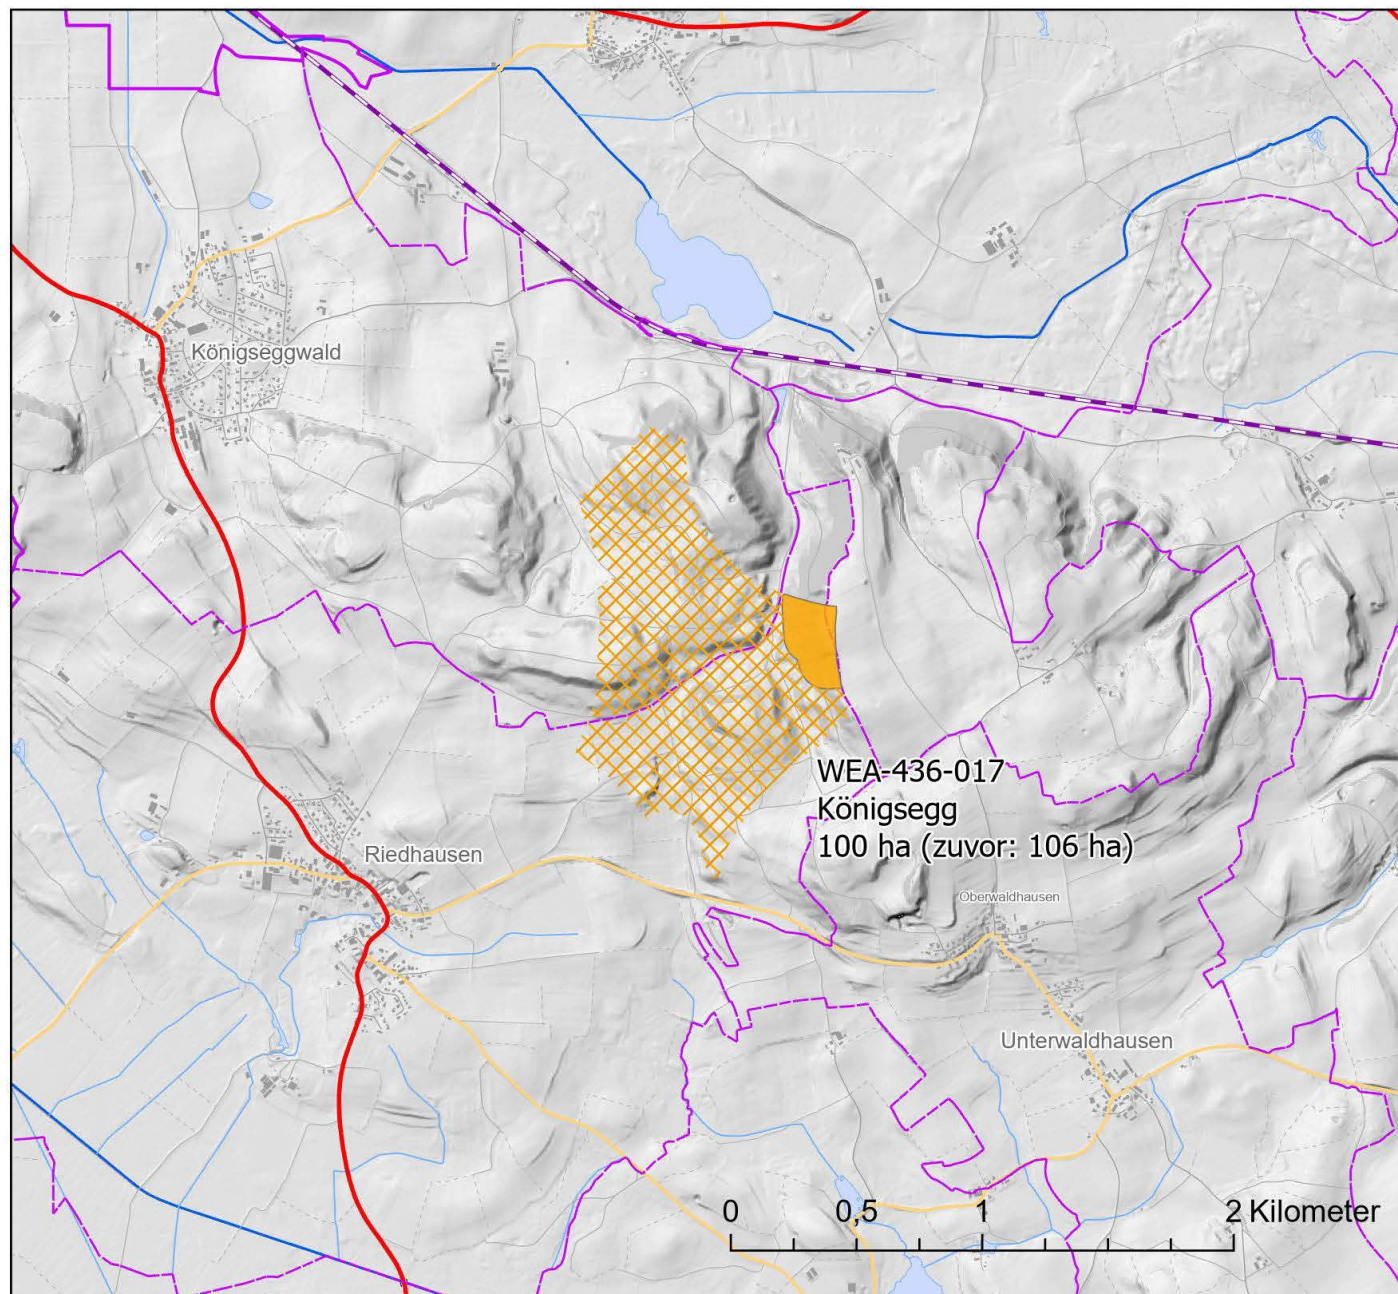 Königseggwald
WEA-436-017
Königsegg
100 ha (zuvor: 106 ha)
Riedhausen
Oberwaldhausen
Unterwaldhausen
0 0,5 1 2 Kilometer